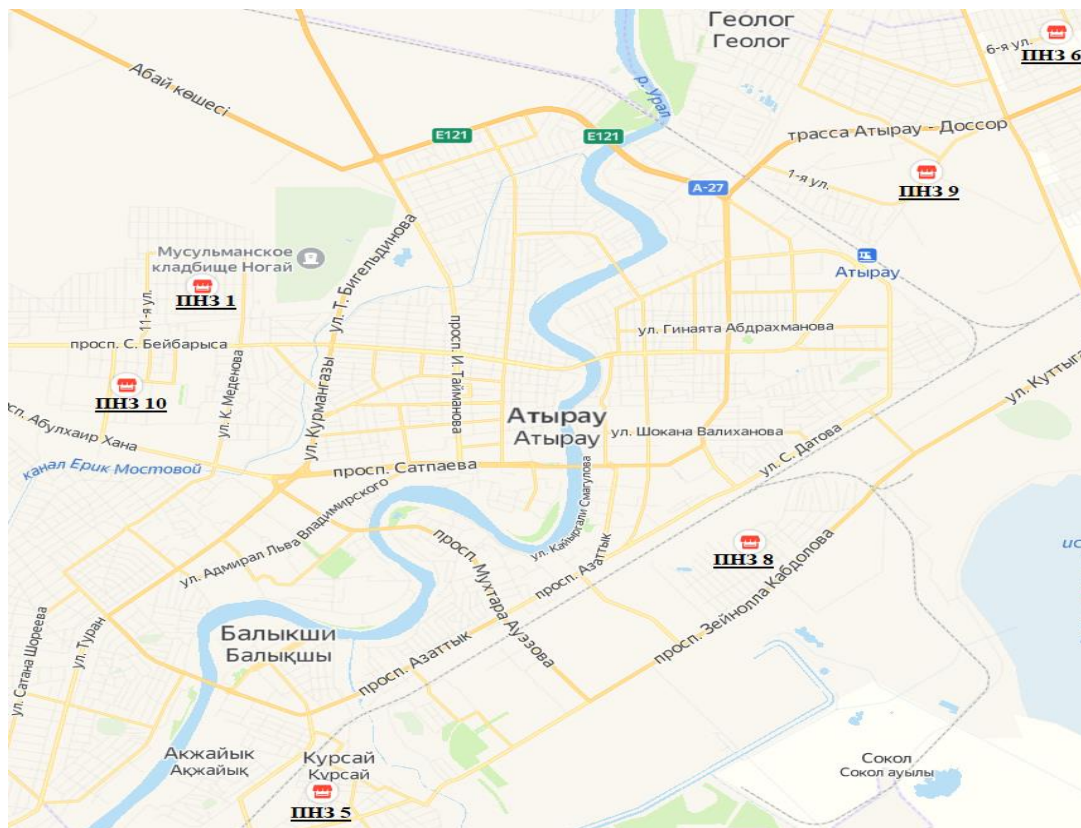 Геолог
Геолог
6-я ул.
ПНЗ 6
Абай көшесі
р. Урал
E121
E121
трасса Атырау - Доссор
1-я ул.
ПНЗ 9
A-27
Мусульманское
кладбище Ногай
ул. Т. Бигельдинова
Атырау
ПНЗ 1
11-я ул.
просп. С. Бейбарыса
просп. И. Тайманова
ул. Гинаята Абдрахманова
ул. К. Меденова
ул. Курмангазы
ПНЗ 10
сп. Абулхаир Хана
ул. Куттыга
Атырау
Атырау
ул. Шокана Валиханова
ул. С. Датова
канал Ерик Мостовой
просп. Сатпаева
ул. Адмирал Льва Владимирского
ул. Кайыргали Смагулова
просп. Азаттык
просп. Мухтара Ауэзова
ПНЗ 8
просп. Зейнолла Кабдолова
ис
ул. Сатана Шореева
ул. Туран
Балыкши
Балықшы
просп. Азаттык
Акжайык
Ақжайық
Курсай
Құрсай
ПНЗ 5
Сокол
Сокол ауылы